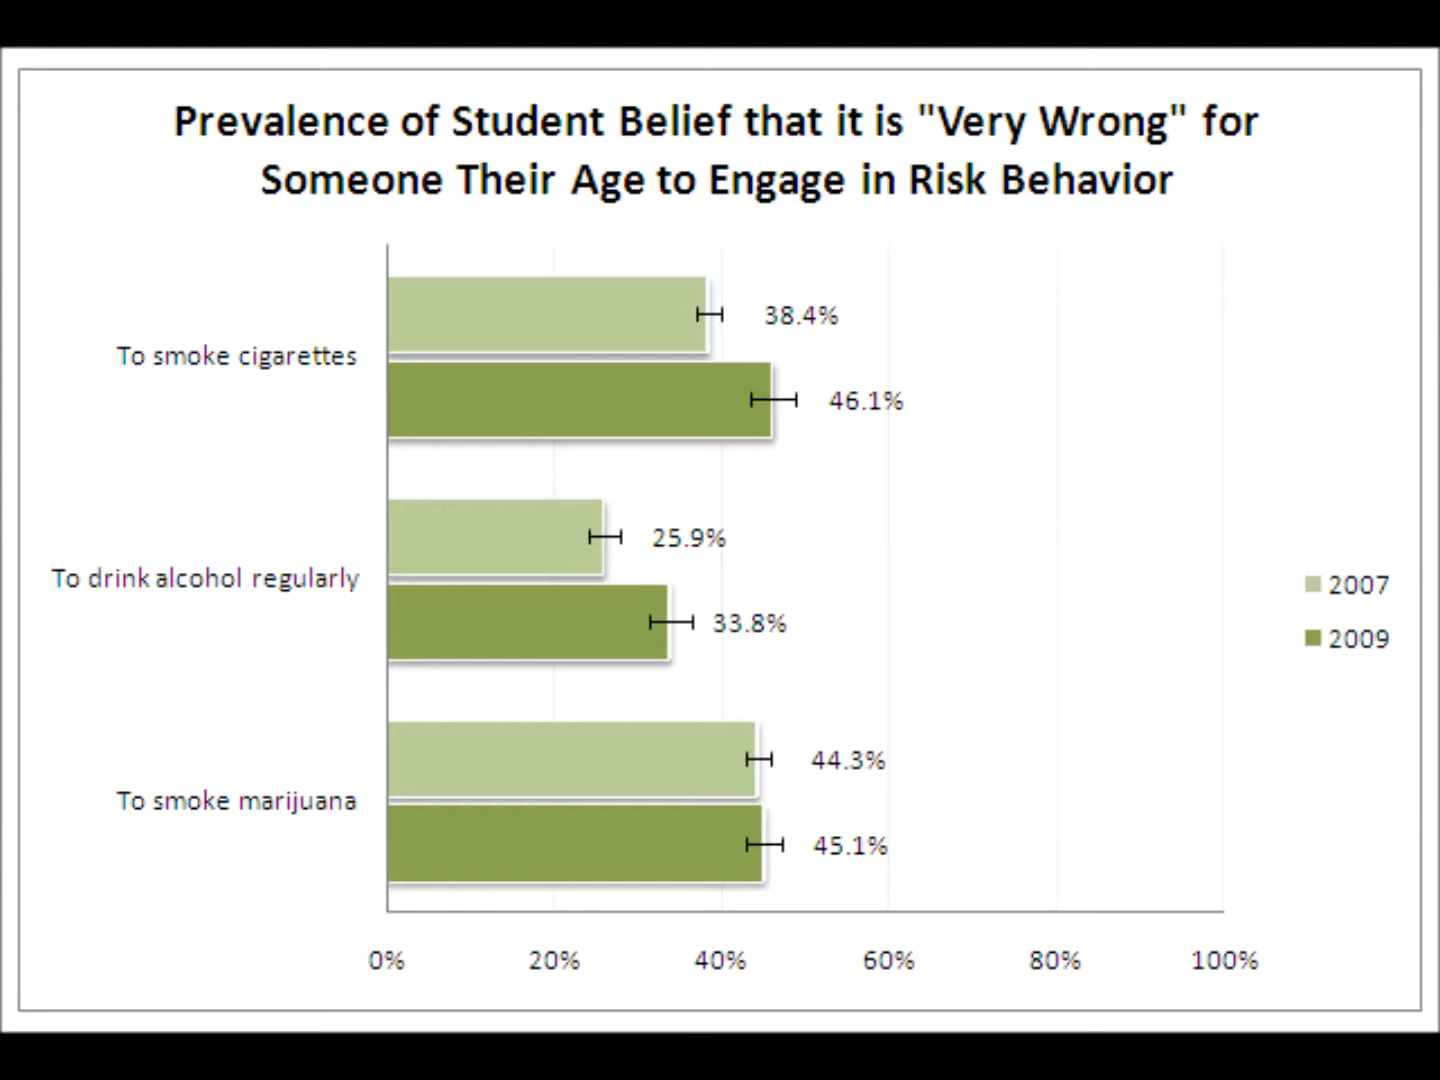 Prevalence of Student Belief that it is "Very Wrong" for
Someone Their Age to Engage in Risk Behavior
To smoke cigarettes
38.4%
46.1%
To drink alcohol regularly
25.9%
33.8%
To smoke marijuana
44.3%
45.1%
2007
2009
0% 20% 40% 60% 80% 100%